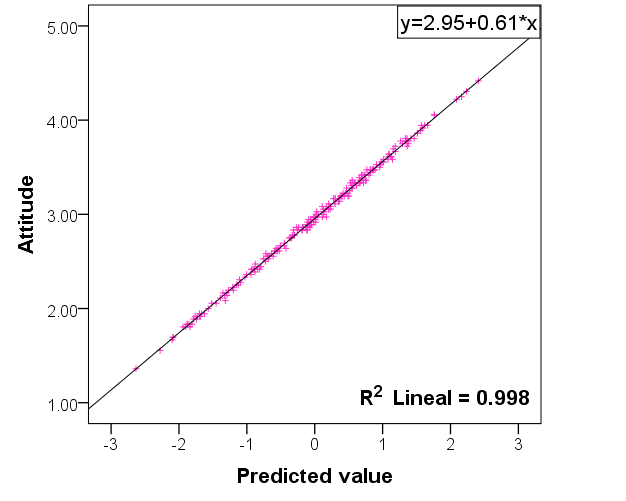 y=2.95+0.61*x
5.00
4.00
3.00
2.00
1.00
Attitude
R² Lineal = 0.998
-3 -2 -1 0 1 2 3
Predicted value